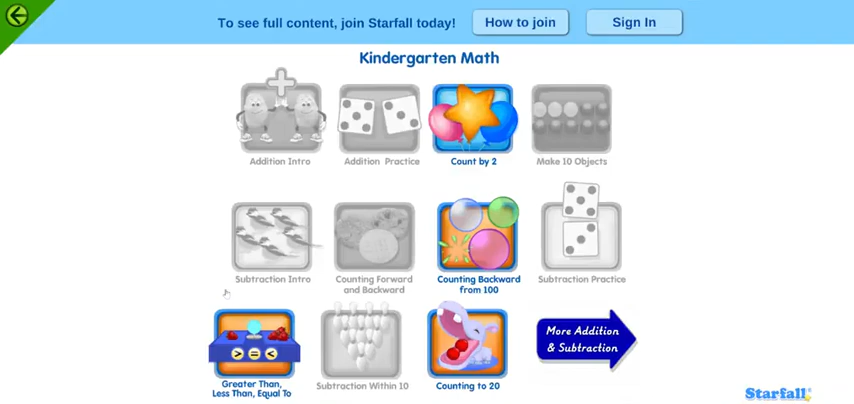 To see full content, join Starfall today!
How to join
Sign In
Kindergarten Math
Addition Intro
Addition Practice
Count by 2
Make 10 Objects
Subtraction Intro
Counting Forward
and Backward
Counting Backward
from 100
Subtraction Practice
> = <
Greater Than,
Less Than, Equal To
Subtraction Within 10
Counting to 20
More Addition
& Subtraction
Starfall®